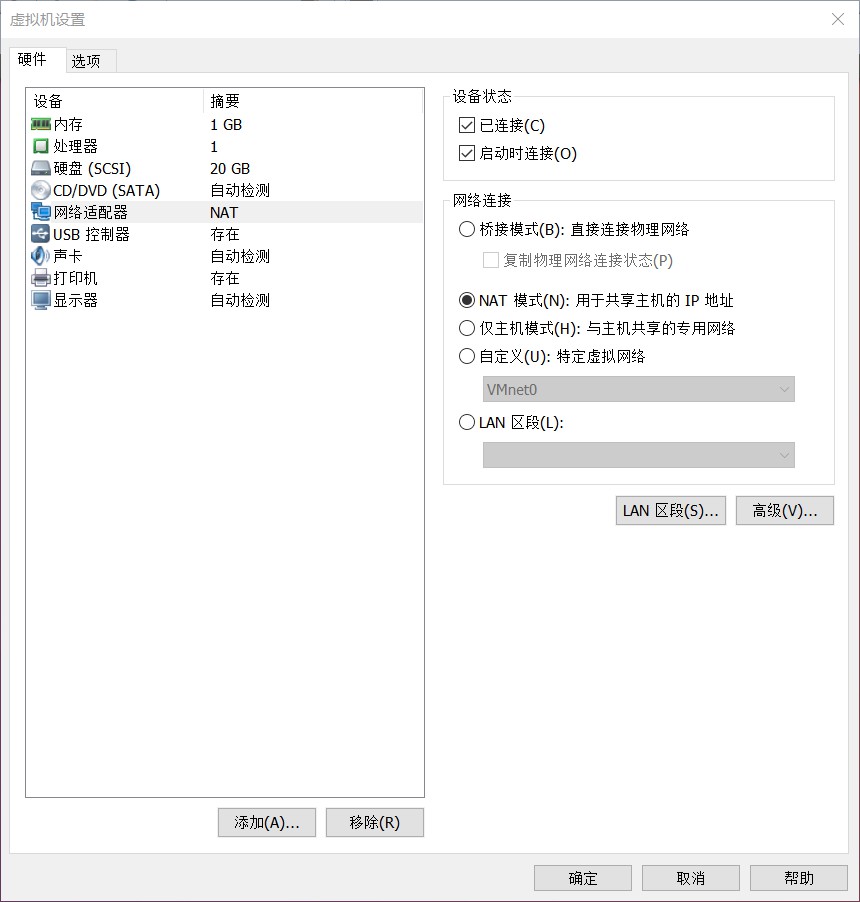 虚拟机设置
硬件
选项
设备 摘要
内存 1 GB
处理器 1
硬盘 (SCSI) 20 GB
CD/DVD (SATA) 自动检测
网络适配器 NAT
USB 控制器 存在
声卡 自动检测
打印机 存在
显示器 自动检测
添加(A)...
移除(R)
设备状态
已连接(C)
启动时连接(O)
网络连接
桥接模式(B): 直接连接物理网络
复制物理网络连接状态(P)
NAT 模式(N): 用于共享主机的 IP 地址
仅主机模式(H): 与主机共享的专用网络
自定义(U): 特定虚拟网络
VMnet0
LAN 区段(L):
LAN 区段(S)...
高级(V)...
确定
取消
帮助